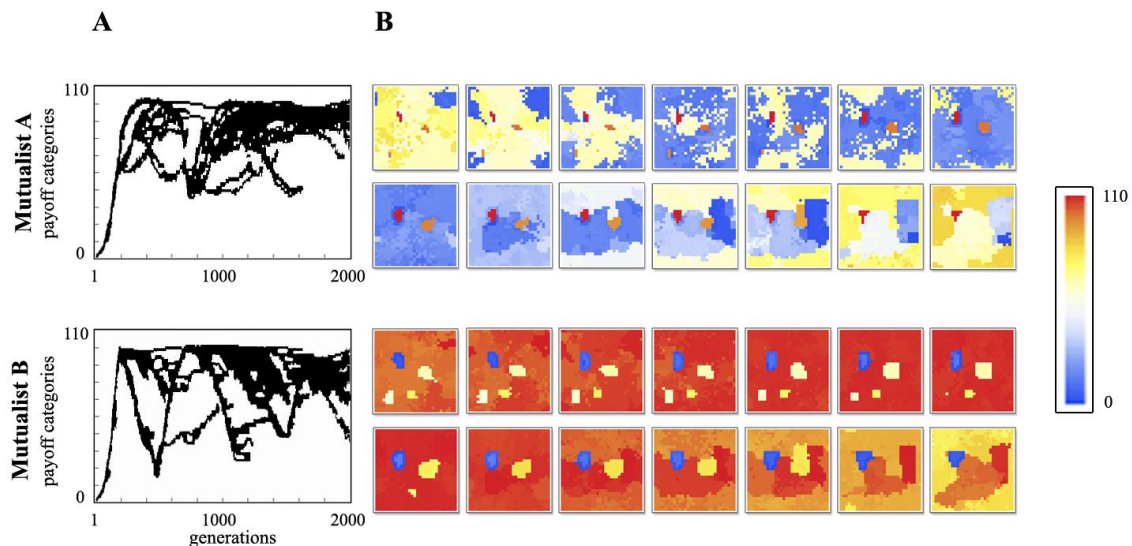 A
B
Mutualist A
payoff categories
110
0
1
1000
2000
110
0
Mutualist B
payoff categories
110
0
1
1000
2000
generations